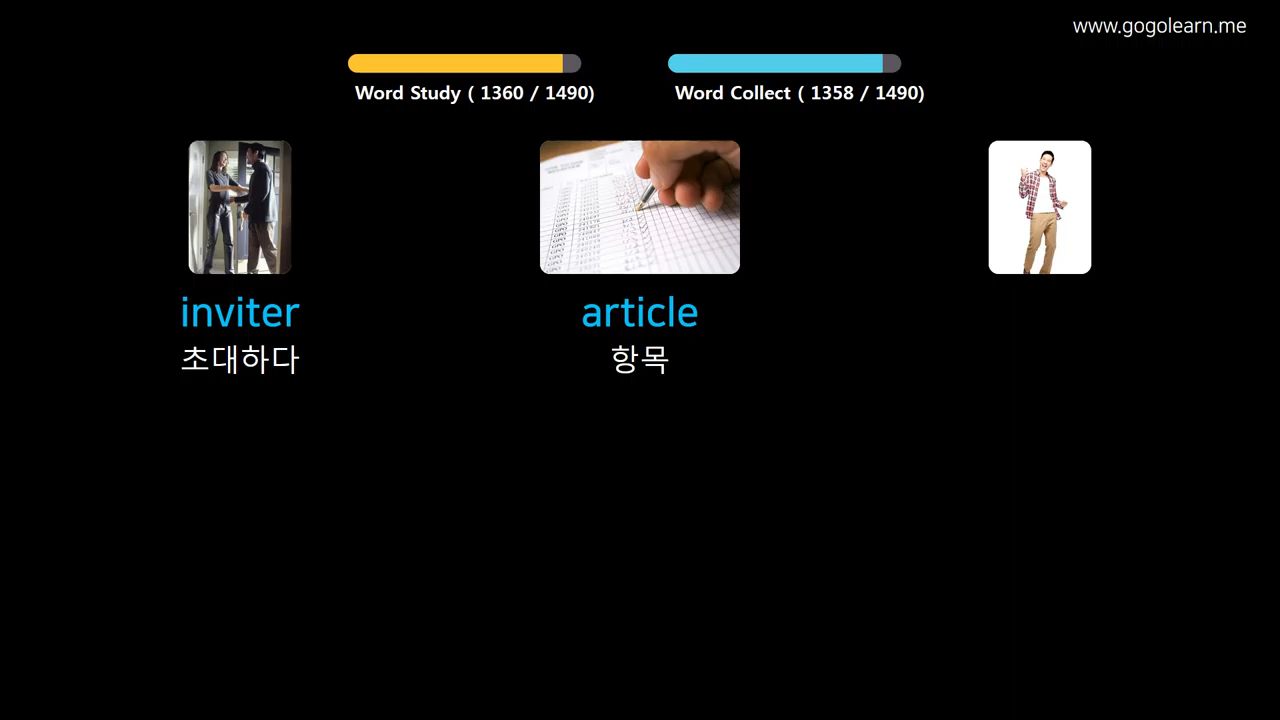 www.gogolearn.me
Word Study ( 1360 / 1490)
Word Collect ( 1358 / 1490)
inviter
초대하다
article
항목